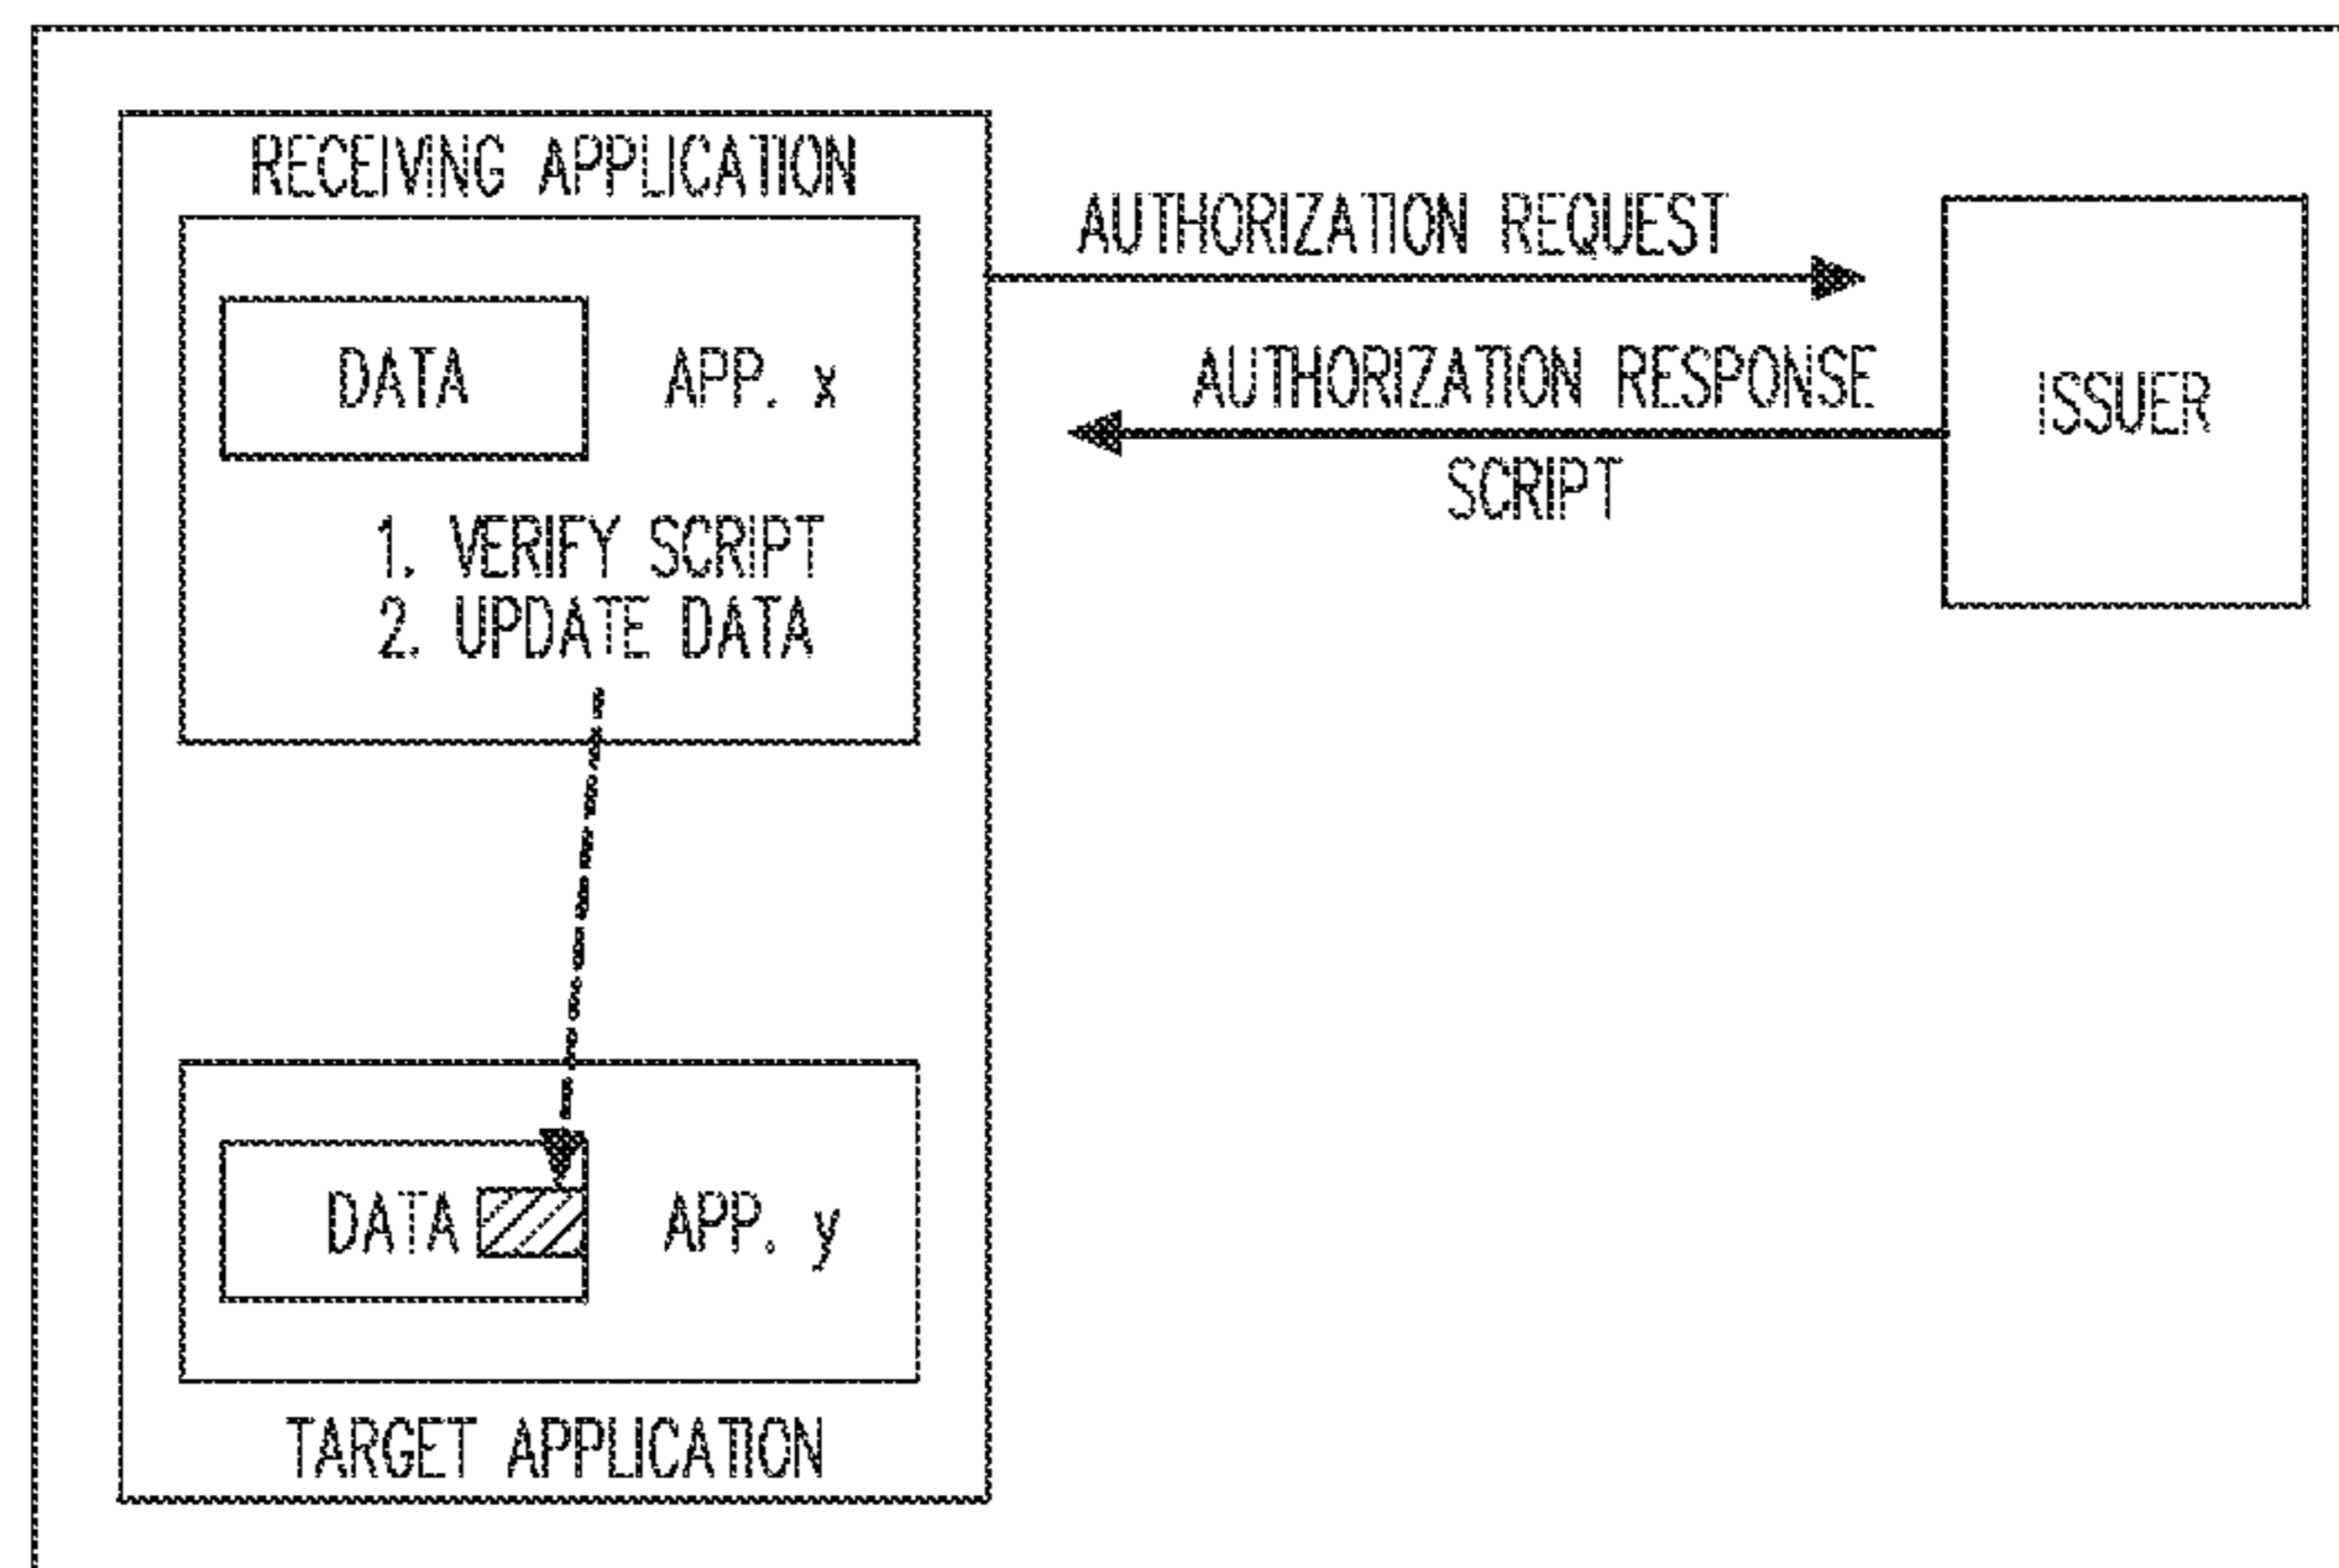 RECEIVING APPLICATION
DATA APP. x
1. VERIFY SCRIPT
2. UPDATE DATA
AUTHORIZATION REQUEST
AUTHORIZATION RESPONSE
SCRIPT
ISSUER
DATA APP. y
TARGET APPLICATION